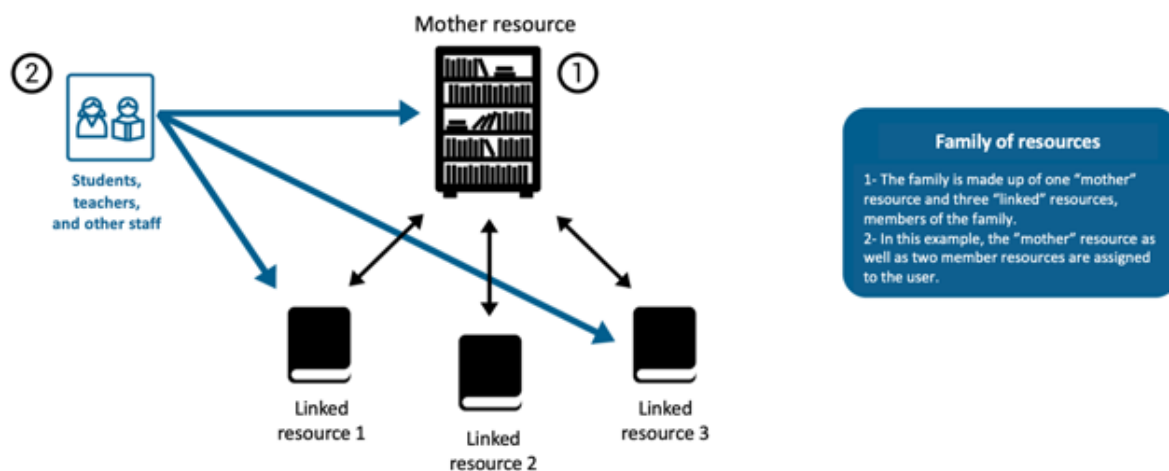 Mother resource
2
1
Students,
teachers,
and other staff
Linked
resource 1
Linked
resource 2
Linked
resource 3
Family of resources
1- The family is made up of one “mother”
resource and three “linked” resources,
members of the family.
2- In this example, the “mother” resource as
well as two member resources are assigned
to the user.